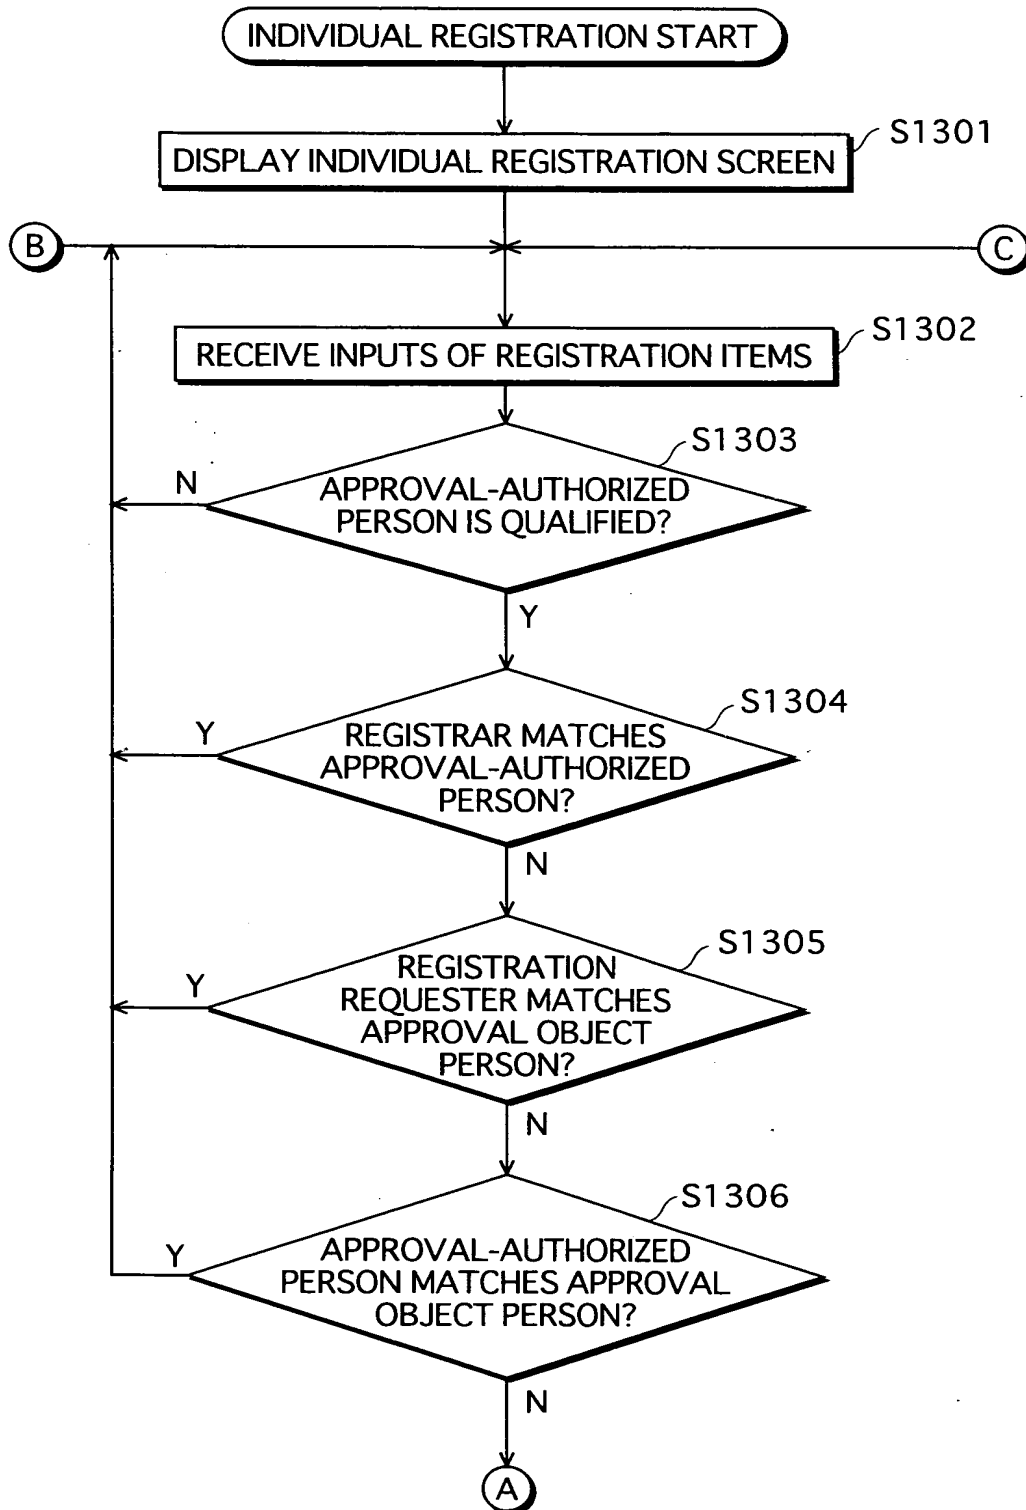 INDIVIDUAL REGISTRATION START
S1301
DISPLAY INDIVIDUAL REGISTRATION SCREEN
B
C
S1302
RECEIVE INPUTS OF REGISTRATION ITEMS
S1303
N
APPROVAL-AUTHORIZED
PERSON IS QUALIFIED?
Y
S1304
Y
REGISTRAR MATCHES
APPROVAL-AUTHORIZED
PERSON?
N
S1305
Y
REGISTRATION
REQUESTER MATCHES
APPROVAL OBJECT
PERSON?
N
S1306
Y
APPROVAL-AUTHORIZED
PERSON MATCHES APPROVAL
OBJECT PERSON?
N
A